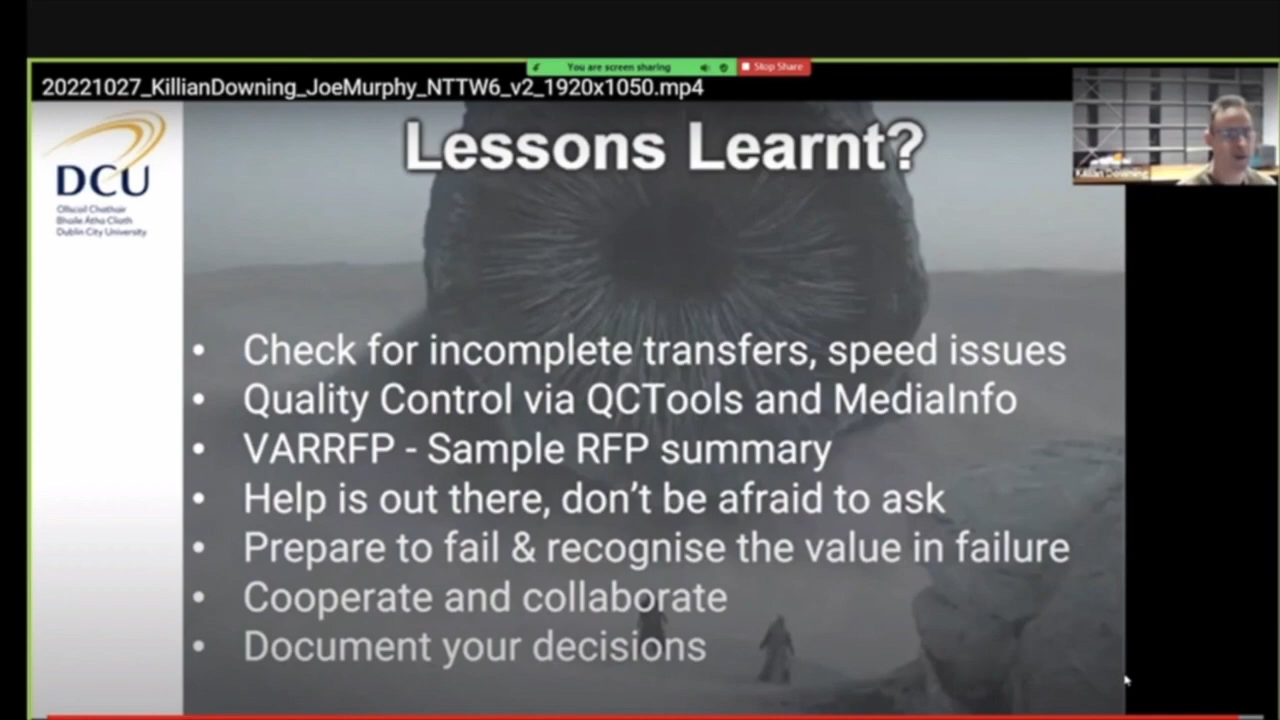 You are screen sharing
Stop Share
20221027_KillianDowning_JoeMurphy_NTTW6_v2_1920x1050.mp4
Killian Downing
DCU
Ollscoil Chathair
Bhaile Átha Cliath
Dublin City University
Lessons Learnt?
• Check for incomplete transfers, speed issues
• Quality Control via QCTools and MediaInfo
• VARRFP - Sample RFP summary
• Help is out there, don’t be afraid to ask
• Prepare to fail & recognise the value in failure
• Cooperate and collaborate
• Document your decisions